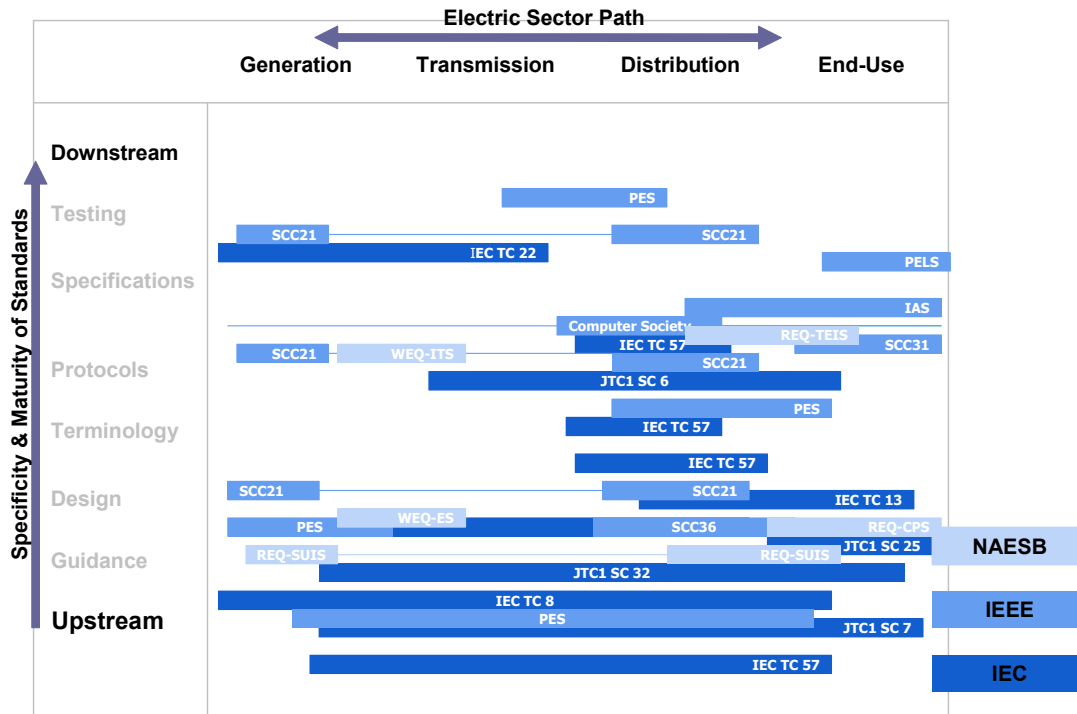 Electric Sector Path
Generation Transmission Distribution End-Use
Specificity & Maturity of Standards
Downstream
PES
Testing
SCC21 SCC21
IEC TC 22
PELS
Specifications
IAS
Computer Society
REQ-TEIS
IEC TC 57 SCC31
SCC21 WEQ-ITS
SCC21
Protocols
JTC1 SC 6
PES
Terminology
IEC TC 57
IEC TC 57
SCC21 SCC21
Design
IEC TC 13
WEQ-ES
PES SCC36 REQ-CPS
JTC1 SC 25
NAESB
REQ-SUIS REQ-SUIS
Guidance
JTC1 SC 32
IEC TC 8
IEEE
PES
Upstream
JTC1 SC 7
IEC TC 57
IEC